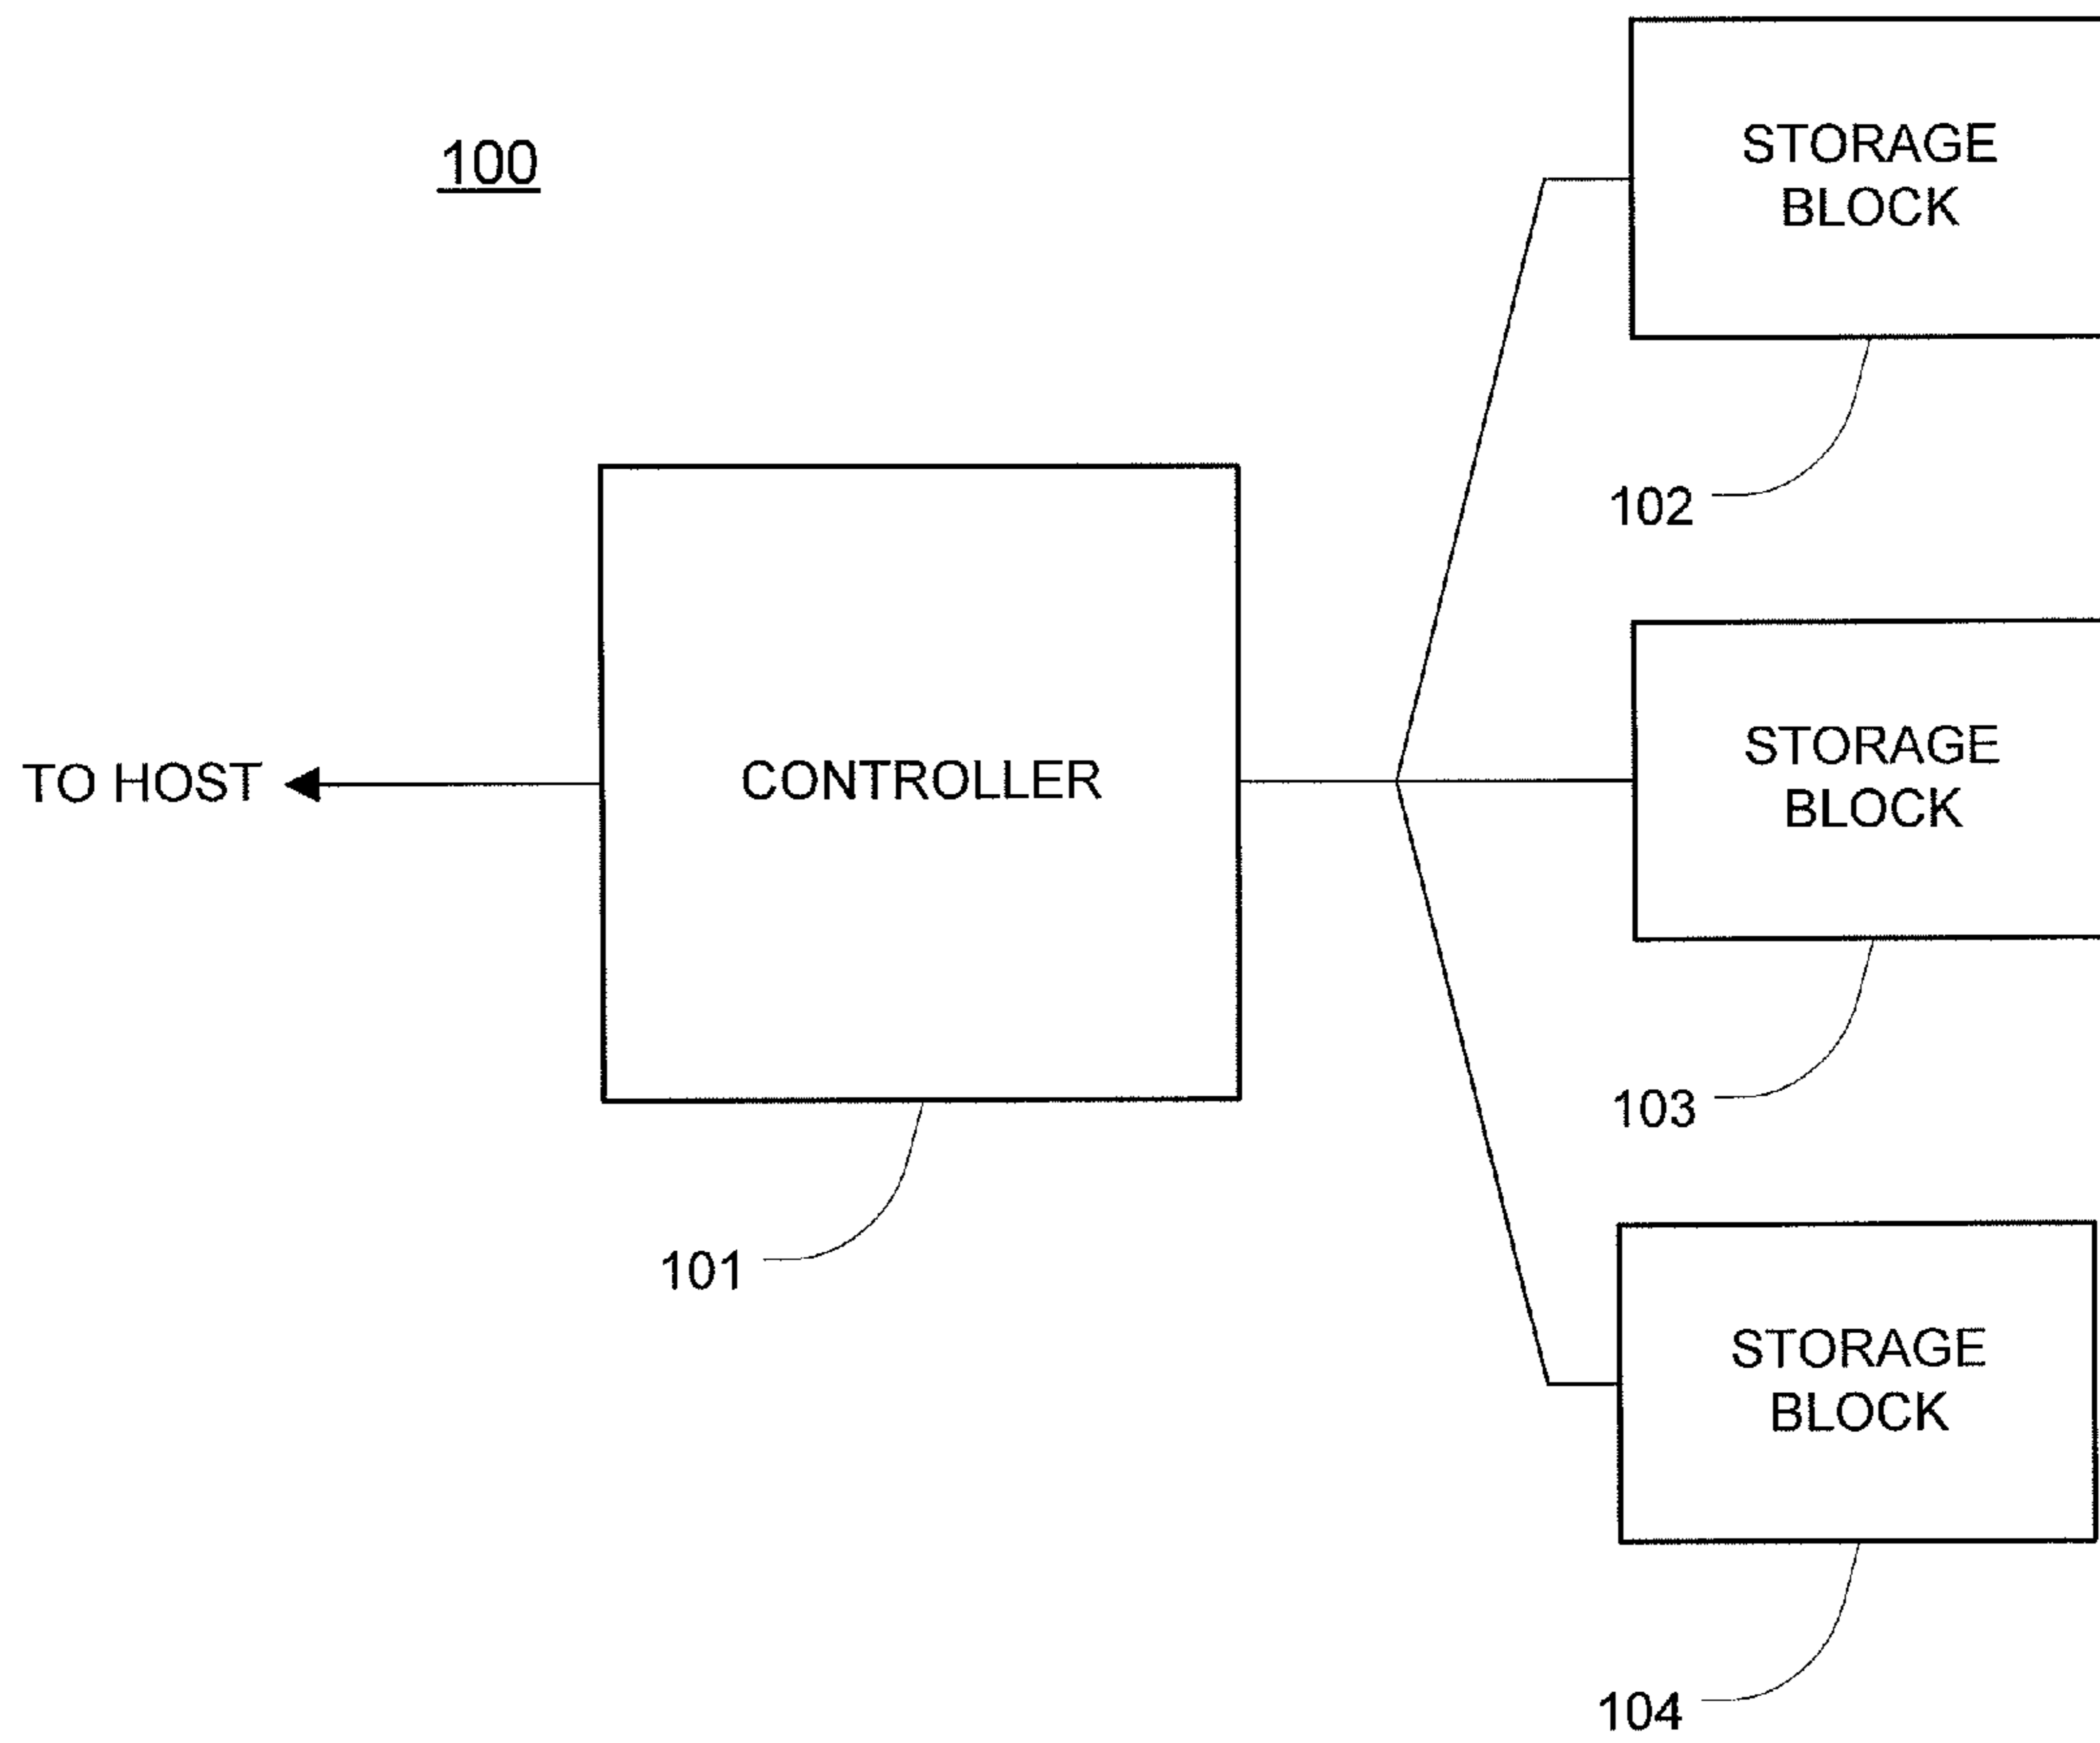 100
STORAGE
BLOCK
102
TO HOST
CONTROLLER
STORAGE
BLOCK
103
101
STORAGE
BLOCK
104